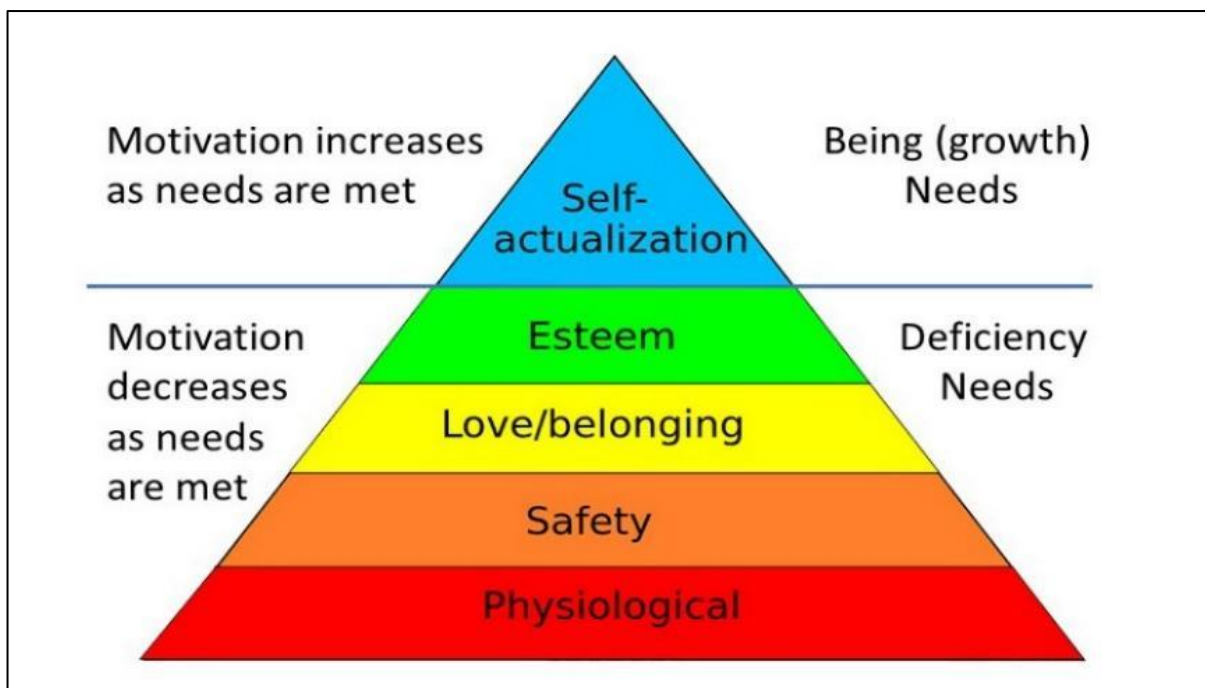 Motivation increases
as needs are met
Being (growth)
Needs
Self-
actualization
Motivation
decreases
as needs
are met
Esteem
Deficiency
Needs
Love/belonging
Safety
Physiological